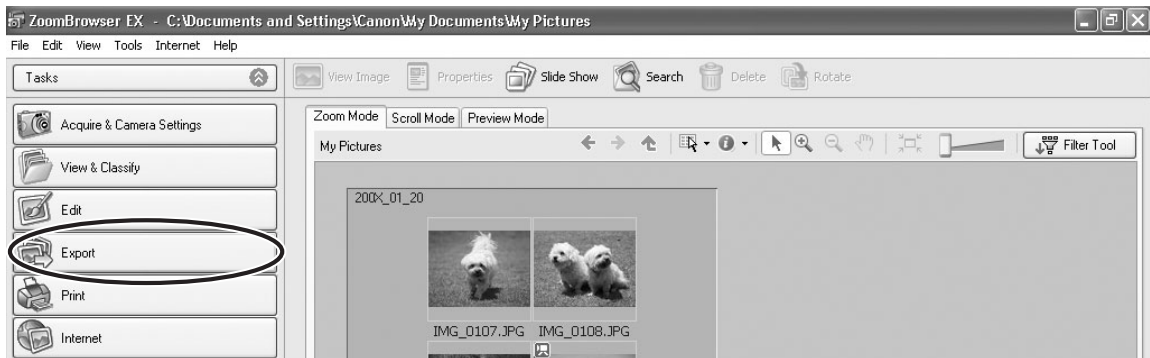 ZoomBrowser EX - C:\Documents and Settings\Canon\My Documents\My Pictures
File Edit View Tools Internet Help
Tasks
View Image Properties Slide Show Search Delete Rotate
Acquire & Camera Settings
View & Classify
Edit
Export
Print
Internet
Zoom Mode Scroll Mode Preview Mode
My Pictures
Filter Tool
200X_01_20
IMG_0107.JPG IMG_0108.JPG